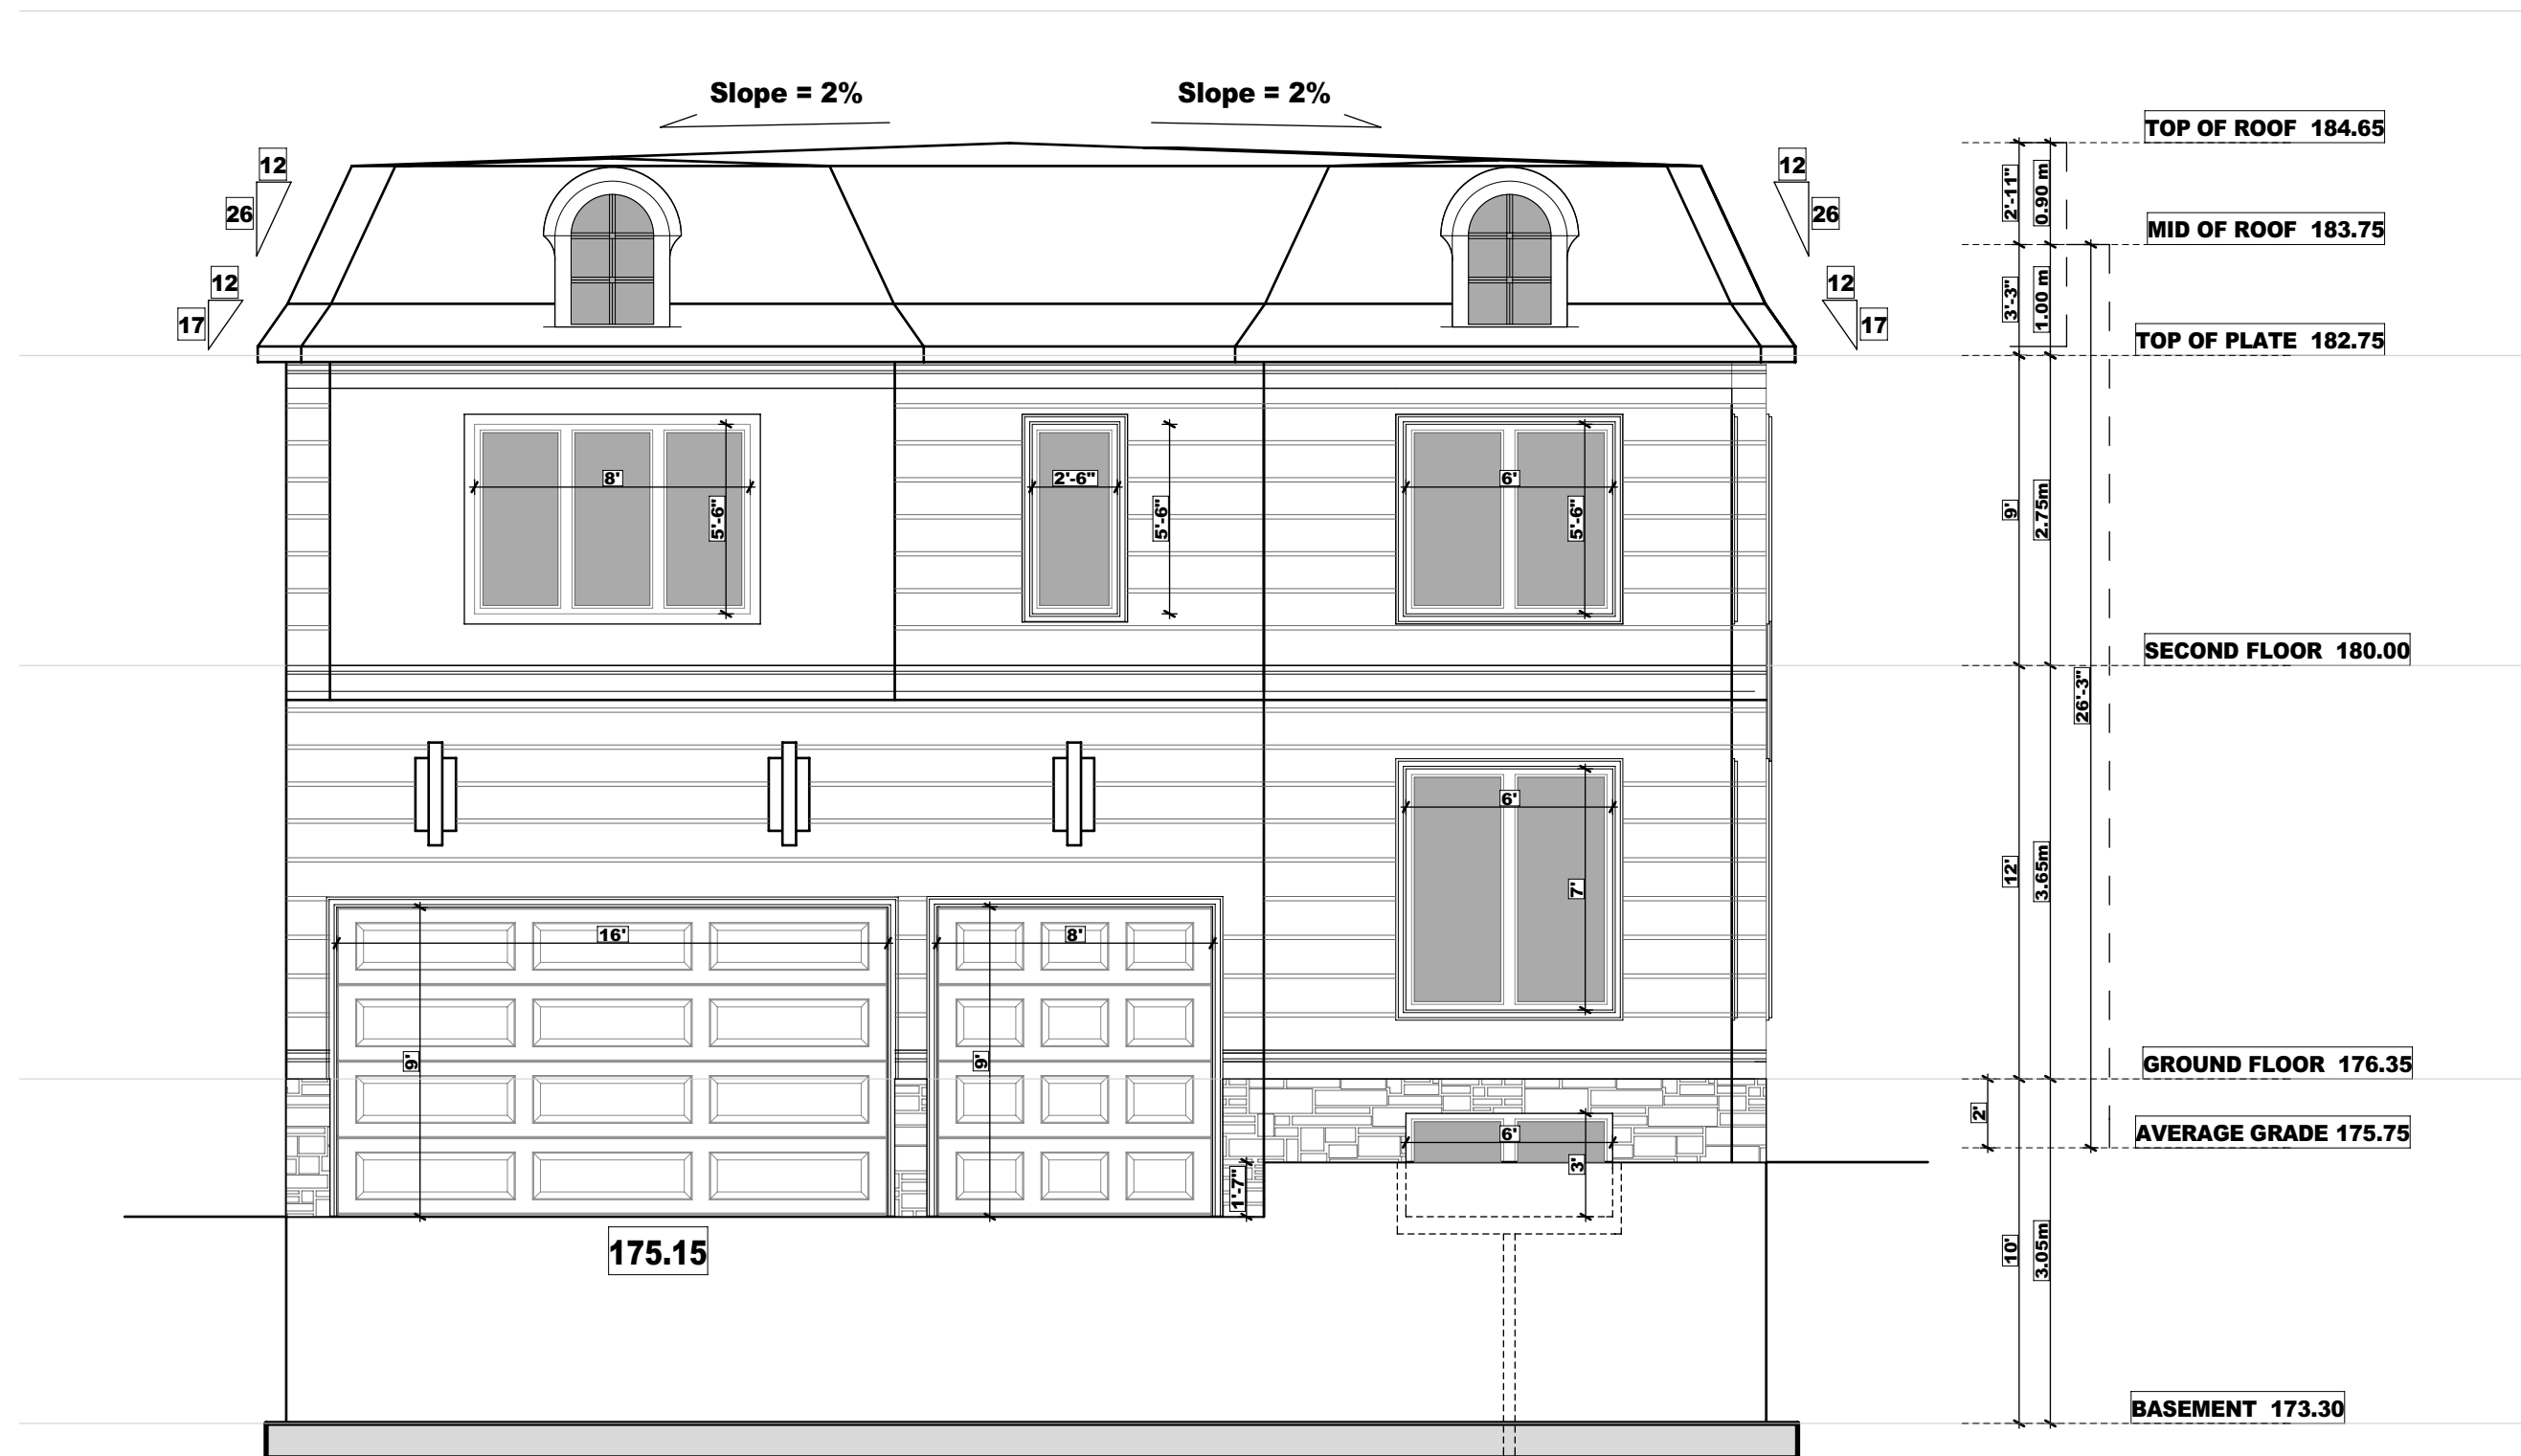 Slope = 2%
Slope = 2%
TOP OF ROOF 184.65
12
12
2'-11"
0.90 m
26
26
MID OF ROOF 183.75
12
12
3'-3"
1.00 m
17
17
TOP OF PLATE 182.75
8'
5'-6"
2'-6"
5'-6"
6'
5'-6"
9'
2.75m
SECOND FLOOR 180.00
26'-3"
6'
7'
12'
3.65m
16'
8'
9'
9'
GROUND FLOOR 176.35
2'
6'
AVERAGE GRADE 175.75
3'
1'-7"
175.15
10'
3.05m
BASEMENT 173.30